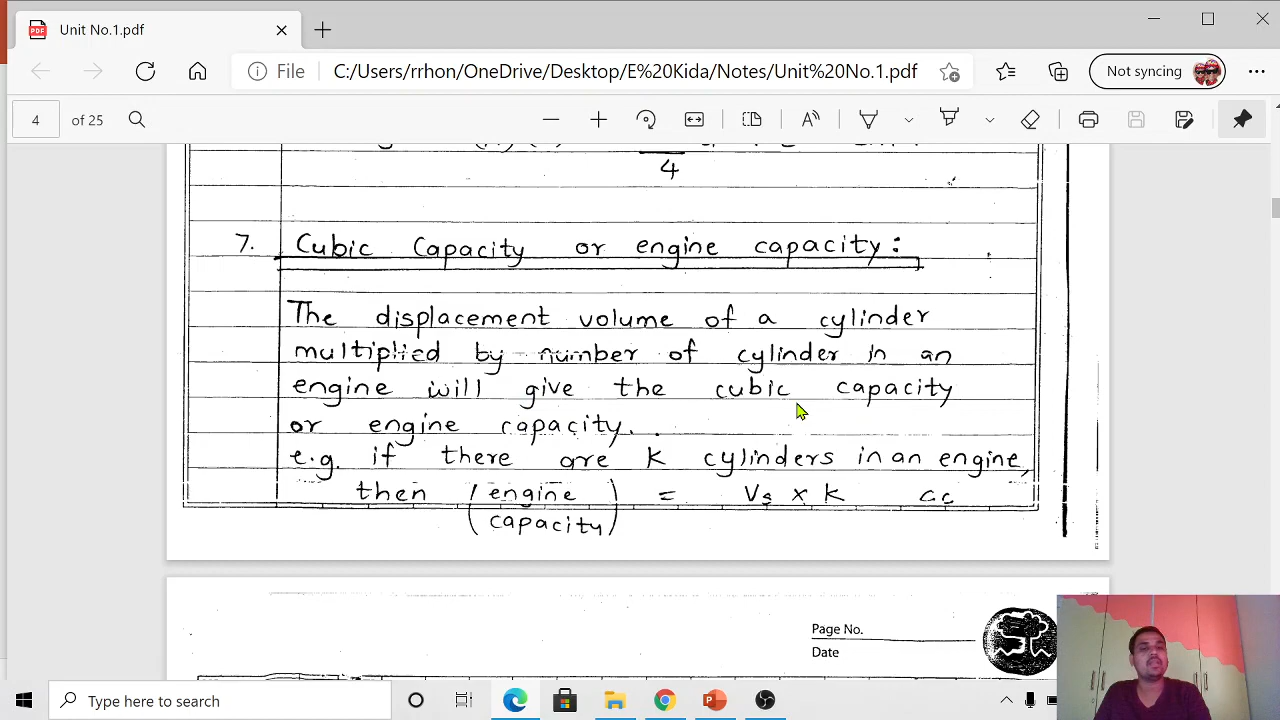 Unit No.1.pdf
File
C:/Users/rrhon/OneDrive/Desktop/E%20Kida/Notes/Unit%20No.1.pdf
Not syncing
4 of 25
4
7. Cubic Capacity or engine capacity:
The displacement volume of a cylinder
multiplied by number of cylinder in an
engine will give the cubic capacity
or engine capacity.
e.g. if there are K cylinders in an engine,
then (engine
capacity) = Vs x K cc
Page No.
Date
Type here to search